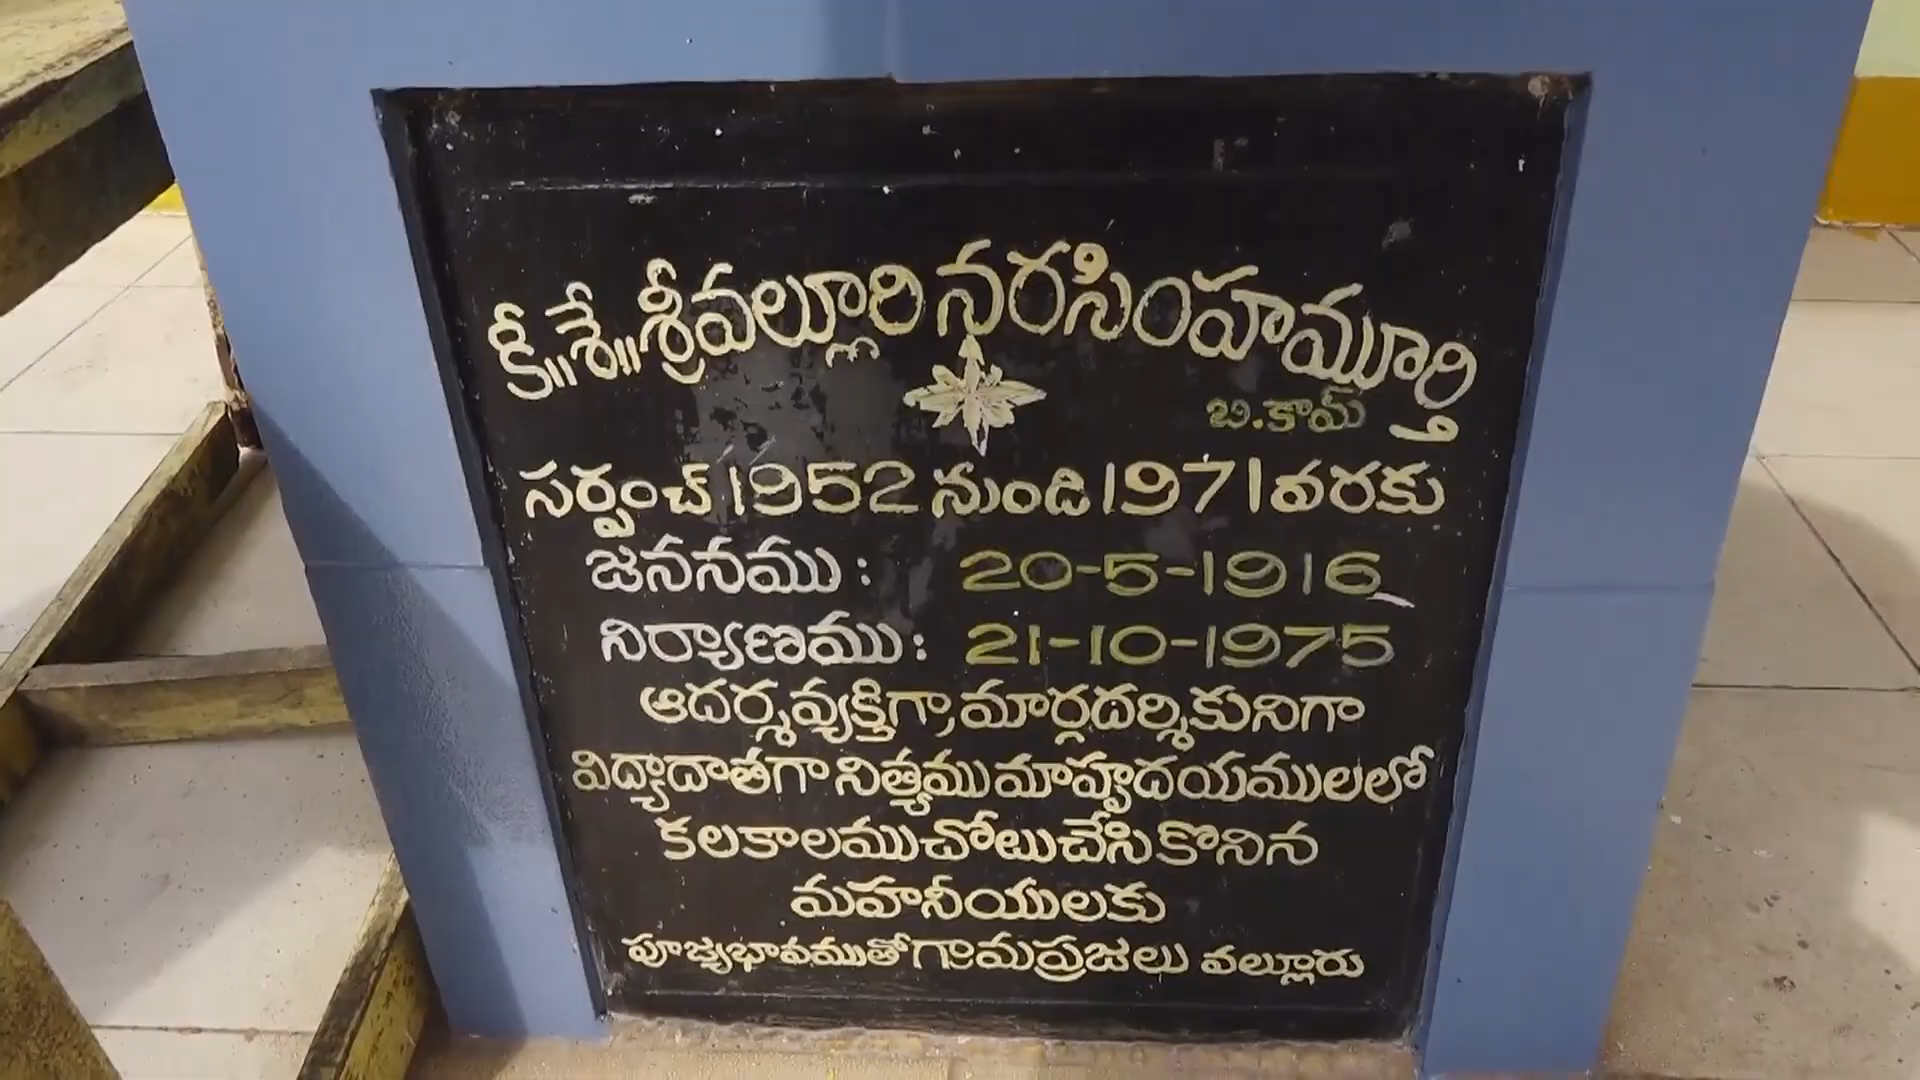 కీ॥శే॥ శ్రీ వల్లూరి నరసింహమూర్తి
బి.కామ్
సర్పంచ్ 1952 నుండి 1971 వరకు
జననము : 20-5-1916
నిర్యాణము : 21-10-1975
ఆదర్శవ్యక్తిగా, మార్గదర్శికునిగా
విద్యాదాతగా నిత్యము మాహృదయములలో
కలకాలము చోటుచేసికొనిన
మహనీయులకు
పూజ్యభావముతో గ్రామప్రజలు వల్లూరు